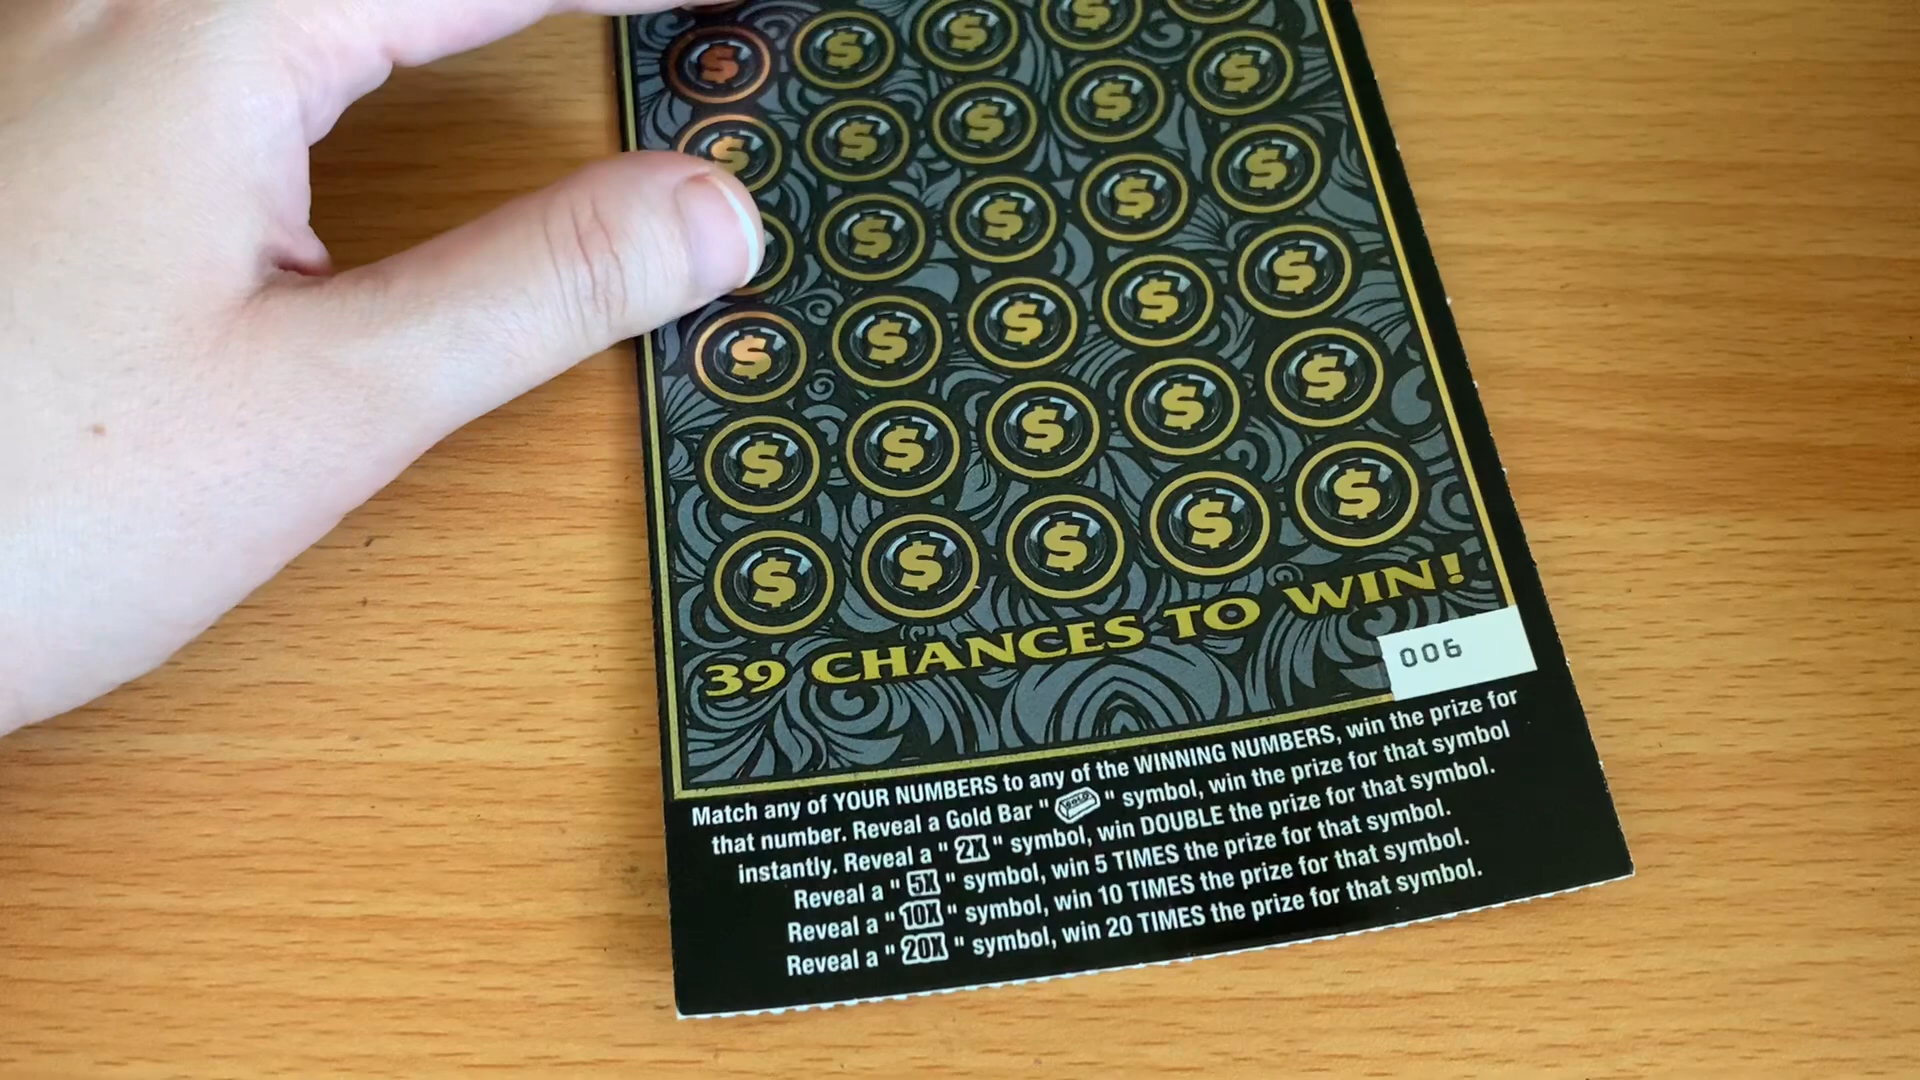 39 CHANCES TO WIN!
006
Match any of YOUR NUMBERS to any of the WINNING NUMBERS, win the prize for
that number. Reveal a Gold Bar " GOLD " symbol, win the prize for that symbol
instantly. Reveal a " 2X " symbol, win DOUBLE the prize for that symbol.
Reveal a " 5X " symbol, win 5 TIMES the prize for that symbol.
Reveal a " 10X " symbol, win 10 TIMES the prize for that symbol.
Reveal a " 20X " symbol, win 20 TIMES the prize for that symbol.